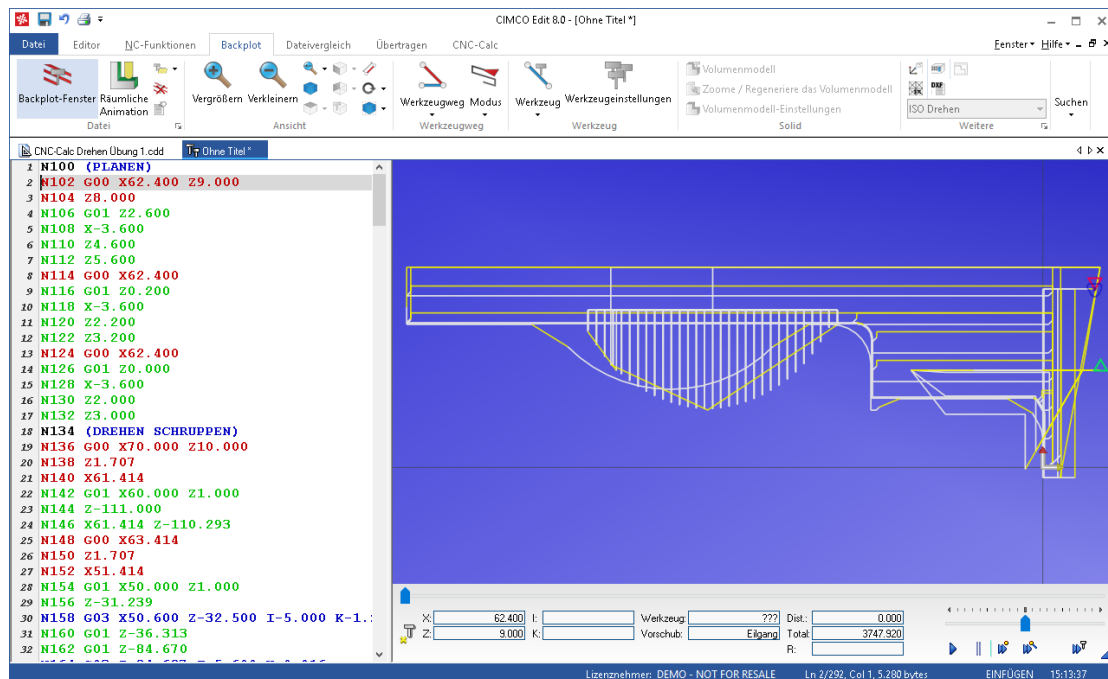 CIMCO Edit 8.0 - [Ohne Titel *]
Datei Editor NC-Funktionen Backplot Dateivergleich Übertragen CNC-Calc Fenster Hilfe
Backplot-Fenster Räumliche Animation Vergrößern Verkleinern Werkzeugweg Modus Werkzeug Werkzeugeinstellungen
Volumenmodell
Zoome / Regeneriere das Volumenmodell
Volumenmodell-Einstellungen
DXF
ISO Drehen
Suchen
Datei Ansicht Werkzeugweg Werkzeug Solid Weitere
CNC-Calc Drehen Übung 1.cdd Ohne Titel *
1 N100 (PLANEN)
2 N102 G00 X62.400 Z9.000
3 N104 Z8.000
4 N106 G01 Z2.600
5 N108 X-3.600
6 N110 Z4.600
7 N112 Z5.600
8 N114 G00 X62.400
9 N116 G01 Z0.200
10 N118 X-3.600
11 N120 Z2.200
12 N122 Z3.200
13 N124 G00 X62.400
14 N126 G01 Z0.000
15 N128 X-3.600
16 N130 Z2.000
17 N132 Z3.000
18 N134 (DREHEN SCHRUPPEN)
19 N136 G00 X70.000 Z10.000
20 N138 Z1.707
21 N140 X61.414
22 N142 G01 X60.000 Z1.000
23 N144 Z-111.000
24 N146 X61.414 Z-110.293
25 N148 G00 X63.414
26 N150 Z1.707
27 N152 X51.414
28 N154 G01 X50.000 Z1.000
29 N156 Z-31.239
30 N158 G03 X50.600 Z-32.500 I-5.000 K-1.
31 N160 G01 Z-36.313
32 N162 G01 Z-84.670
X: 62.400 I: Werkzeug: ??? Dist.: 0.000
Z: 9.000 K: Vorschub: Eilgang Total: 3747.920
R:
Lizenznehmer: DEMO - NOT FOR RESALE Ln 2/292, Col 1, 5.280 bytes EINFÜGEN 15:13:37